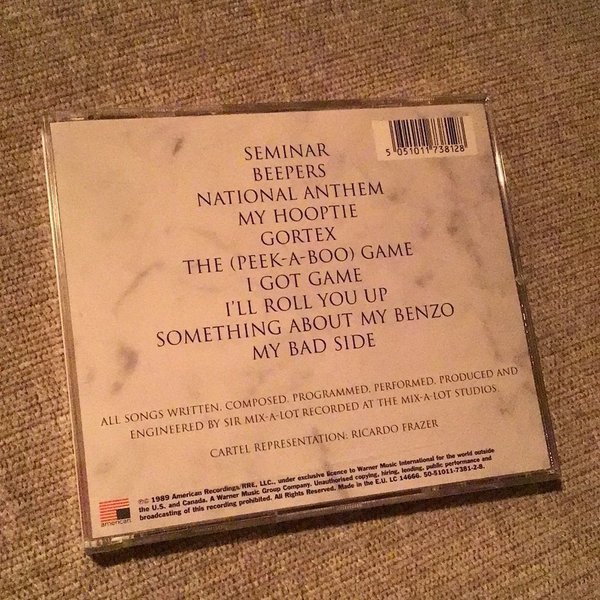 5 051011 738128
SEMINAR
BEEPERS
NATIONAL ANTHEM
MY HOOPTIE
GORTEX
THE (PEEK-A-BOO) GAME
I GOT GAME
I'LL ROLL YOU UP
SOMETHING ABOUT MY BENZO
MY BAD SIDE
ALL SONGS WRITTEN, COMPOSED, PROGRAMMED, PERFORMED, PRODUCED AND
ENGINEERED BY SIR MIX-A-LOT RECORDED AT THE MIX-A-LOT STUDIOS.
CARTEL REPRESENTATION: RICARDO FRAZER
american
℗© 1989 American Recordings/RRE, LLC., under exclusive licence to Warner Music International for the world outside
the U.S. and Canada. A Warner Music Group Company. Unauthorised copying, hiring, lending, public performance and
broadcasting of this recording prohibited. All Rights Reserved. Made in the E.U. LC 14666. 50-51011-7381-2-8.